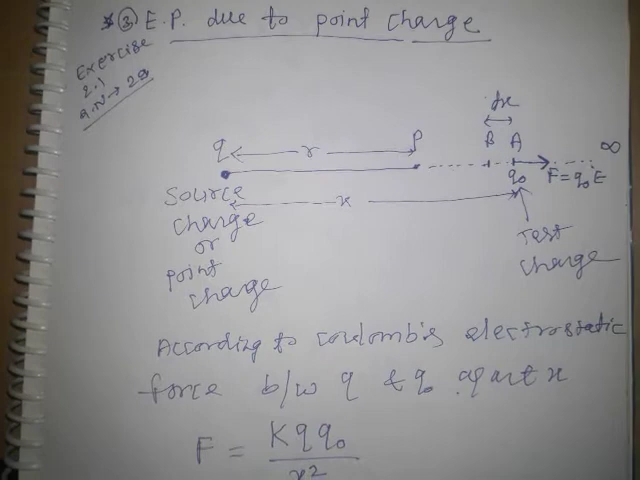 * ③ E.P. due to point charge
Exercise
2.1
Q.N → 29
dx
q r P B A ∞
q₀ F = q₀E
Source x
charge Test
or charge
point
charge
According to coulomb's electrostatic
force b/w q & q₀ apart x
F = Kqq₀
x²